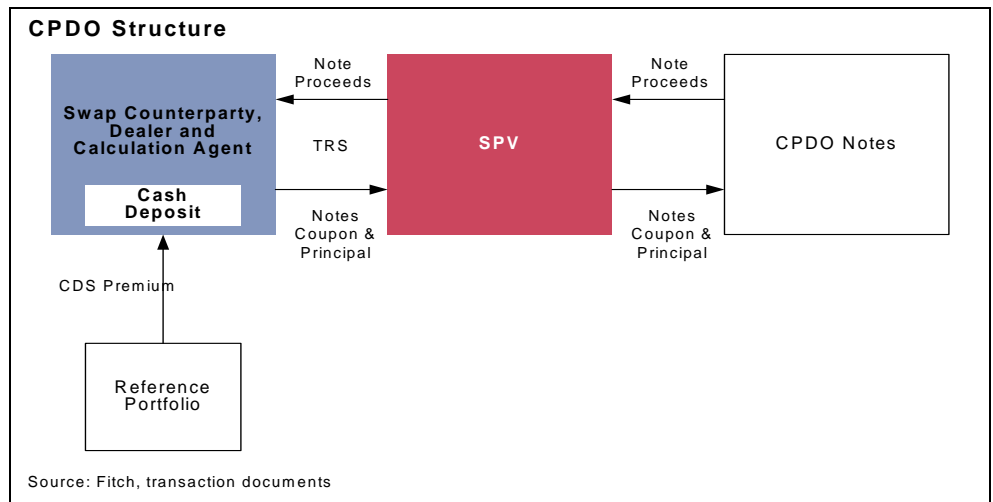 CPDO Structure
Note
Proceeds
Note
Proceeds
Swap Counterparty,
Dealer and
Calculation Agent
TRS
SPV
CPDO Notes
Cash
Deposit
Notes
Coupon &
Principal
Notes
Coupon &
Principal
CDS Premium
Reference
Portfolio
Source: Fitch, transaction documents